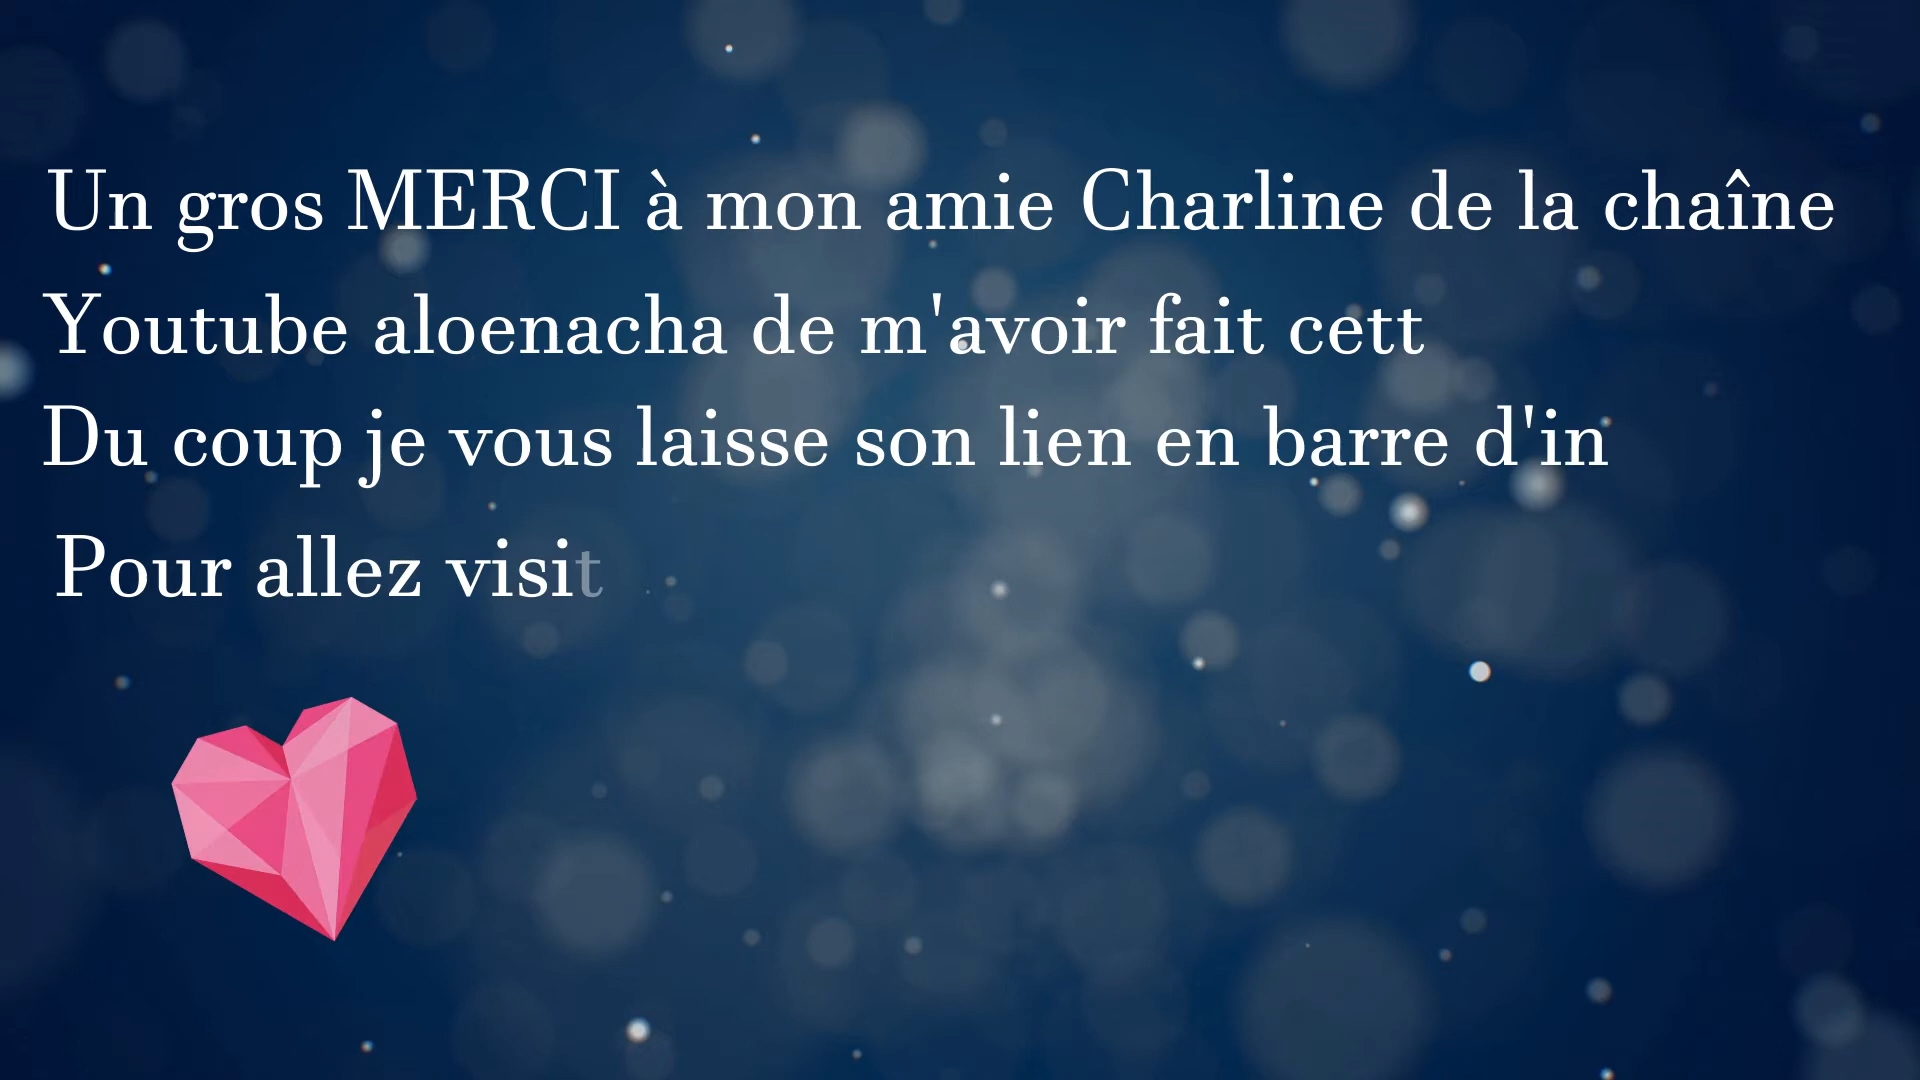 Un gros MERCI à mon amie Charline de la chaîne
Youtube aloenacha de m'avoir fait cett
Du coup je vous laisse son lien en barre d'in
Pour allez visit